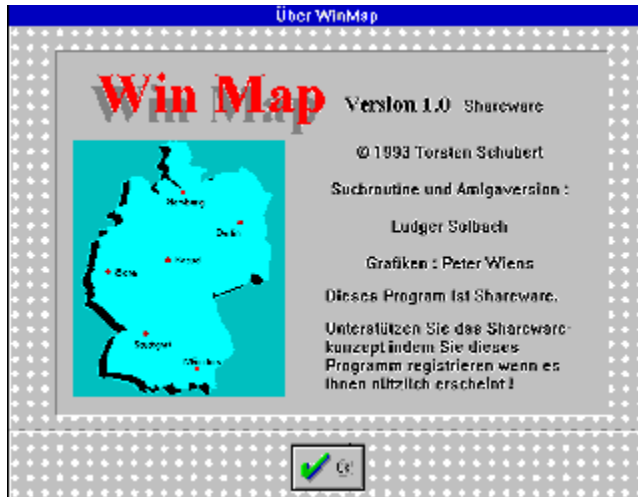 Über WinMap
Win Map Version 1.0 Shareware
© 1993 Torsten Schubert
Suchroutine und Amigaversion :
Ludger Solbach
Grafiken : Peter Wiens
Dieses Program ist Shareware.
Unterstützen Sie das Shareware-
konzept indem Sie dieses
Programm registrieren wenn es
Ihnen nützlich erscheint !
Hamburg
Berlin
Kassel
Stuttgart
München